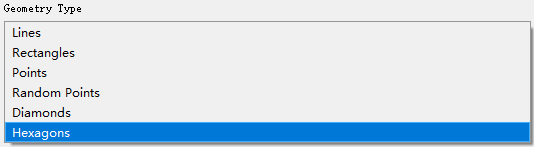 Geometry Type
Lines
Rectangles
Points
Random Points
Diamonds
Hexagons